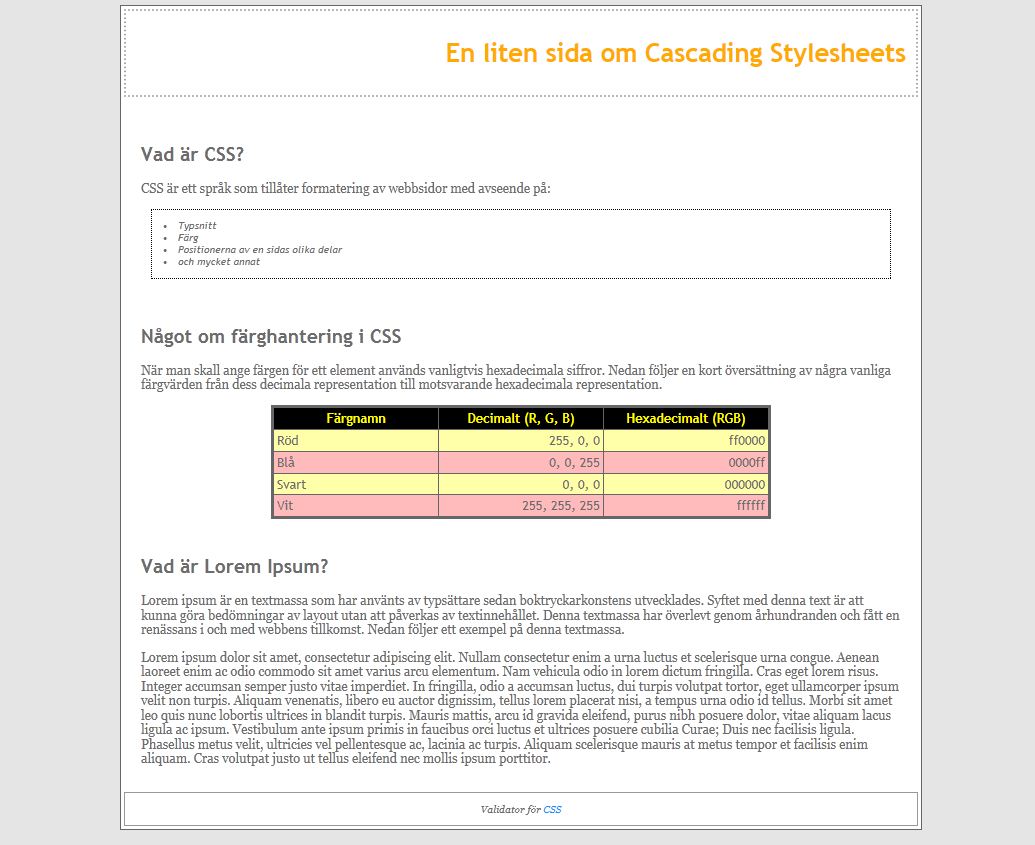 En liten sida om Cascading Stylesheets
Vad är CSS?
CSS är ett språk som tillåter formatering av webbsidor med avseende på:
• Typsnitt
• Färg
• Positionerna av en sidas olika delar
• och mycket annat
Något om färghantering i CSS
När man skall ange färgen för ett element används vanligtvis hexadecimala siffror. Nedan följer en kort översättning av några vanliga
färgvärden från dess decimala representation till motsvarande hexadecimala representation.
Färgnamn Decimalt (R, G, B) Hexadecimalt (RGB)
Röd 255, 0, 0 ff0000
Blå 0, 0, 255 0000ff
Svart 0, 0, 0 000000
Vit 255, 255, 255 ffffff
Vad är Lorem Ipsum?
Lorem ipsum är en textmassa som har använts av typsättare sedan boktryckarkonstens utvecklades. Syftet med denna text är att
kunna göra bedömningar av layout utan att påverkas av textinnehållet. Denna textmassa har överlevt genom århundranden och fått en
renässans i och med webbens tillkomst. Nedan följer ett exempel på denna textmassa.
Lorem ipsum dolor sit amet, consectetur adipiscing elit. Nullam consectetur enim a urna luctus et scelerisque urna congue. Aenean
laoreet enim ac odio commodo sit amet varius arcu elementum. Nam vehicula odio in lorem dictum fringilla. Cras eget lorem risus.
Integer accumsan semper justo vitae imperdiet. In fringilla, odio a accumsan luctus, dui turpis volutpat tortor, eget ullamcorper ipsum
velit non turpis. Aliquam venenatis, libero eu auctor dignissim, tellus lorem placerat nisi, a tempus urna odio id tellus. Morbi sit amet
leo quis nunc lobortis ultrices in blandit turpis. Mauris mattis, arcu id gravida eleifend, purus nibh posuere dolor, vitae aliquam lacus
ligula ac ipsum. Vestibulum ante ipsum primis in faucibus orci luctus et ultrices posuere cubilia Curae; Duis nec facilisis ligula.
Phasellus metus velit, ultricies vel pellentesque ac, lacinia ac turpis. Aliquam scelerisque mauris at metus tempor et facilisis enim
aliquam. Cras volutpat justo ut tellus eleifend nec mollis ipsum porttitor.
Validator för CSS